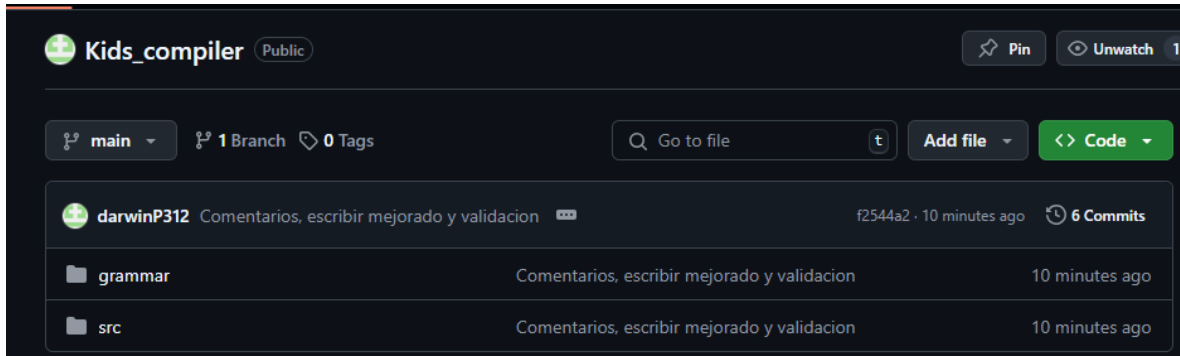 Kids_compiler Public Pin Unwatch 1
main 1 Branch 0 Tags Go to file t Add file Code
darwinP312 Comentarios, escribir mejorado y validacion f2544a2 · 10 minutes ago 6 Commits
grammar Comentarios, escribir mejorado y validacion 10 minutes ago
src Comentarios, escribir mejorado y validacion 10 minutes ago